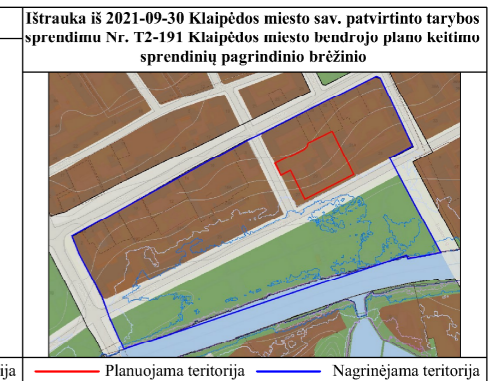 Ištrauka iš 2021-09-30 Klaipėdos miesto sav. patvirtinto tarybos
sprendimu Nr. T2-191 Klaipėdos miesto bendrojo plano keitimo
sprendinių pagrindinio brėžinio
ija Planuojama teritorija Nagrinėjama teritorija